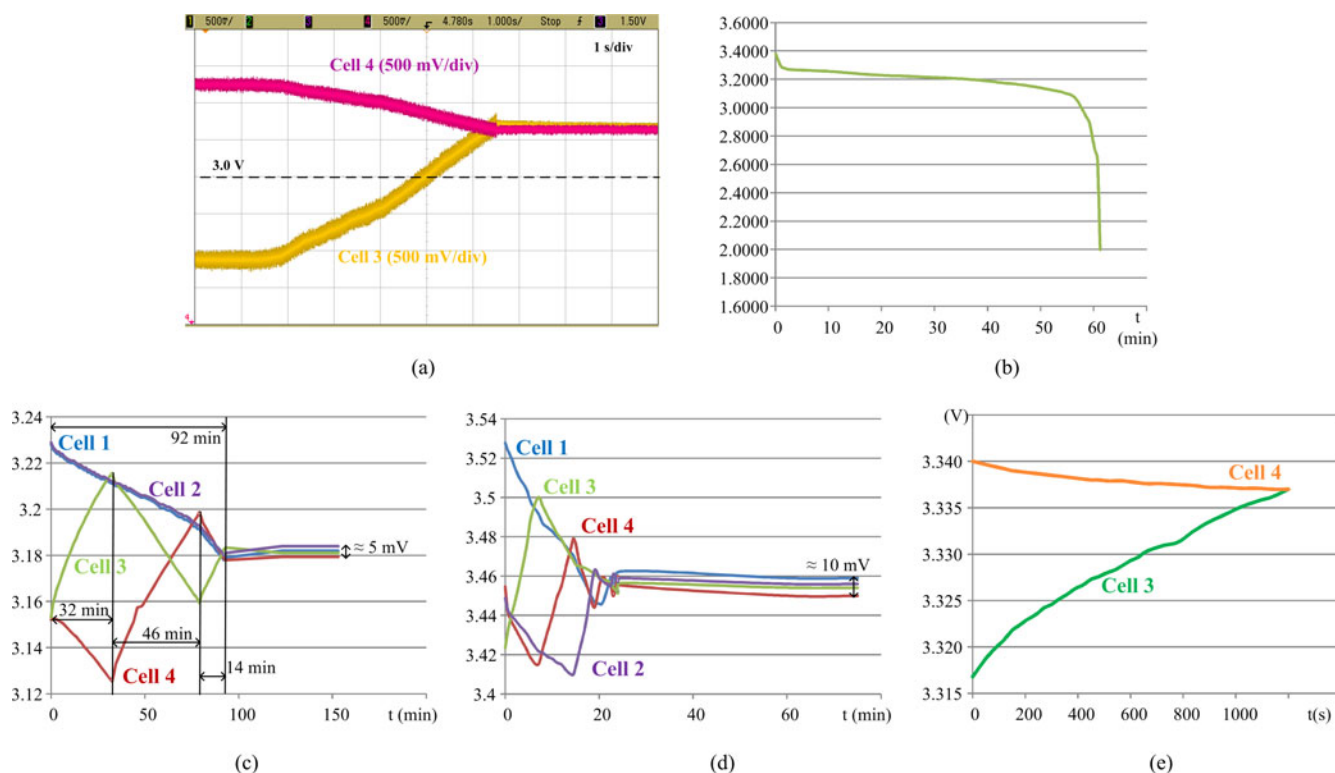 1 500▿/ 2 3 4 500▿/ 4.780s 1.000s/ Stop 3 1.50V
1 s/div
Cell 4 (500 mV/div)
3.0 V
Cell 3 (500 mV/div)
4
(a)
3.6000
3.4000
3.2000
3.0000
2.8000
2.6000
2.4000
2.2000
2.0000
1.8000
1.6000
0 10 20 30 40 50 60 t
(min)
(b)
3.24
3.22
3.2
3.18
3.16
3.14
3.12
92 min
Cell 1
Cell 2
≈ 5 mV
Cell 3
32 min
46 min
14 min
Cell 4
0 50 100 150 t (min)
(c)
3.54
3.52
3.5
3.48
3.46
3.44
3.42
3.4
Cell 1
Cell 3
Cell 4
≈ 10 mV
Cell 2
0 20 40 60 t (min)
(d)
(V)
3.340
3.330
3.325
3.320
3.315
Cell 4
Cell 3
0 200 400 600 800 1000 t(s)
(e)